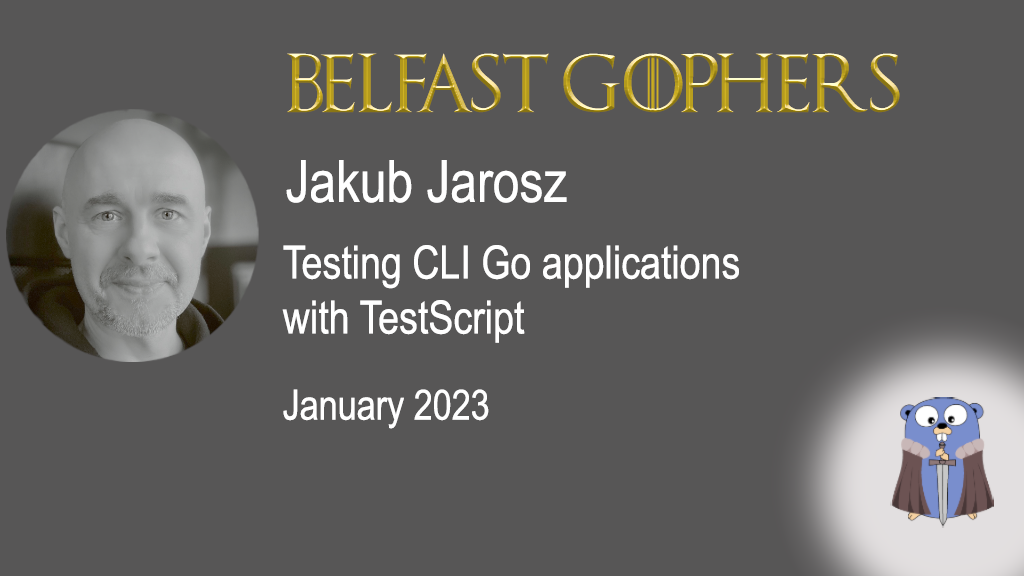 BELFAST GOPHERS
Jakub Jarosz
Testing CLI Go applications
with TestScript
January 2023